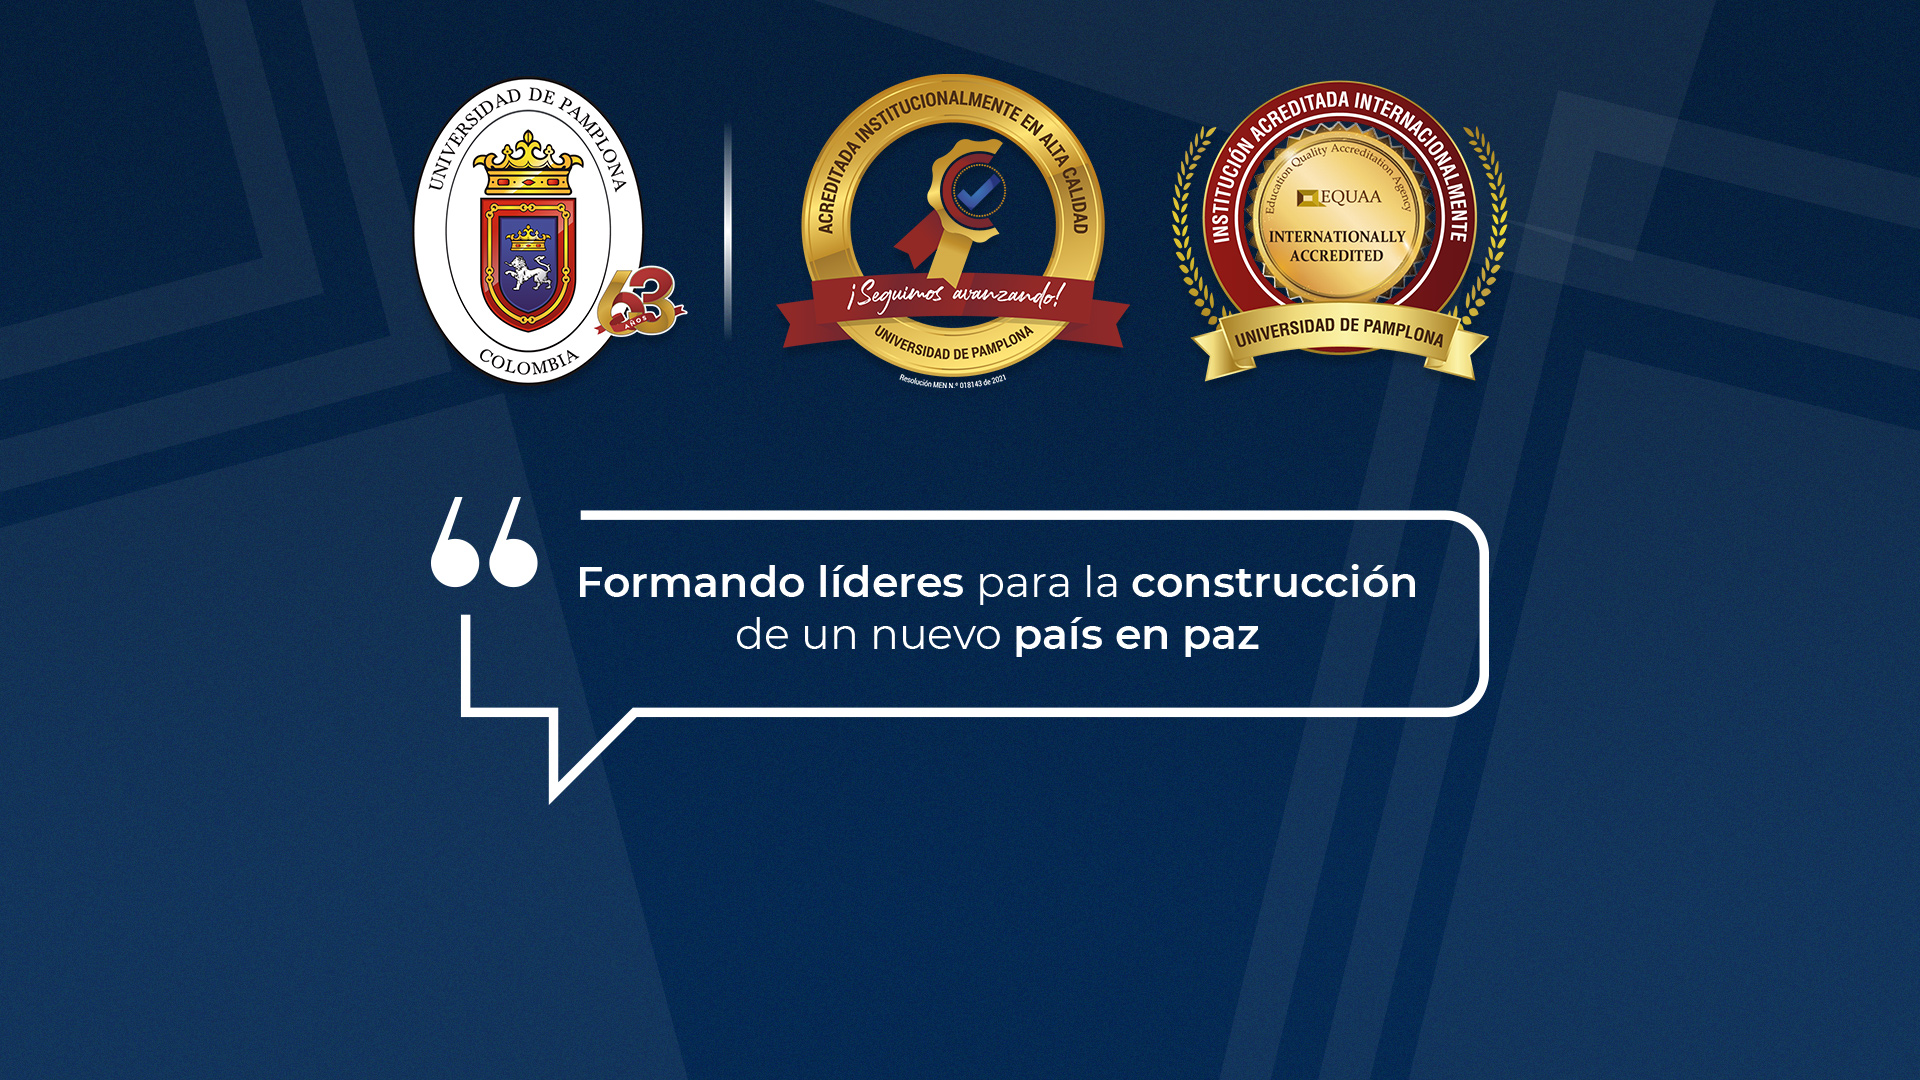 UNIVERSIDAD DE PAMPLONA
COLOMBIA
63
AÑOS
ACREDITADA INSTITUCIONALMENTE EN ALTA CALIDAD
¡Seguimos avanzando!
UNIVERSIDAD DE PAMPLONA
Resolución MEN N.º 018143 de 2021
INSTITUCIÓN ACREDITADA INTERNACIONALMENTE
Education Quality Accreditation Agency
EQUAA
INTERNATIONALLY
ACCREDITED
UNIVERSIDAD DE PAMPLONA
“
Formando líderes para la construcción
de un nuevo país en paz